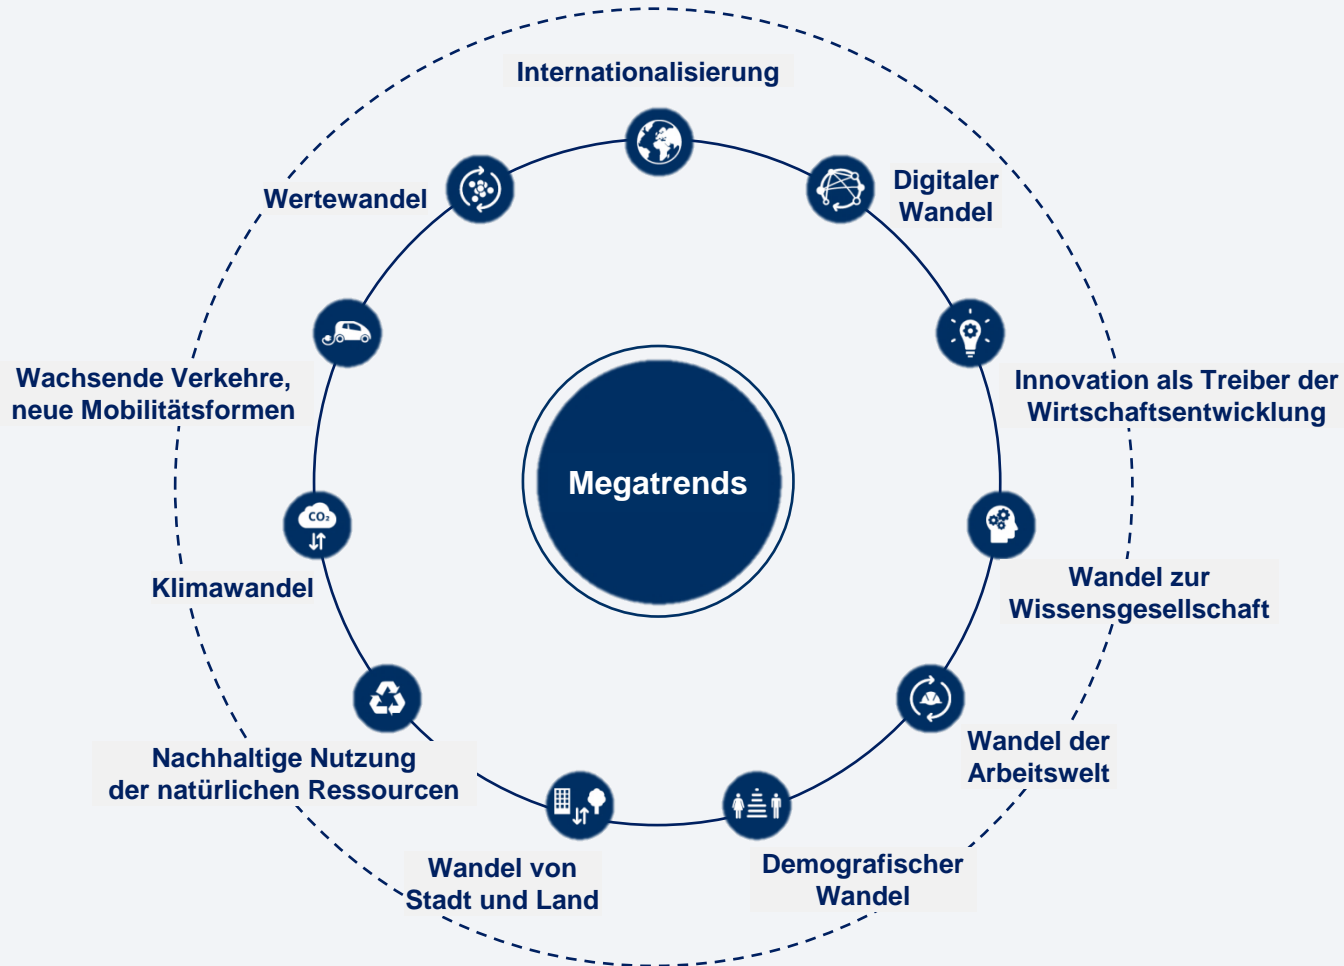 Internationalisierung
Digitaler
Wandel
Innovation als Treiber der
Wirtschaftsentwicklung
Wandel zur
Wissensgesellschaft
Wandel der
Arbeitswelt
Demografischer
Wandel
Wandel von
Stadt und Land
Nachhaltige Nutzung
der natürlichen Ressourcen
Klimawandel
CO₂
Wachsende Verkehre,
neue Mobilitätsformen
Wertewandel
Megatrends